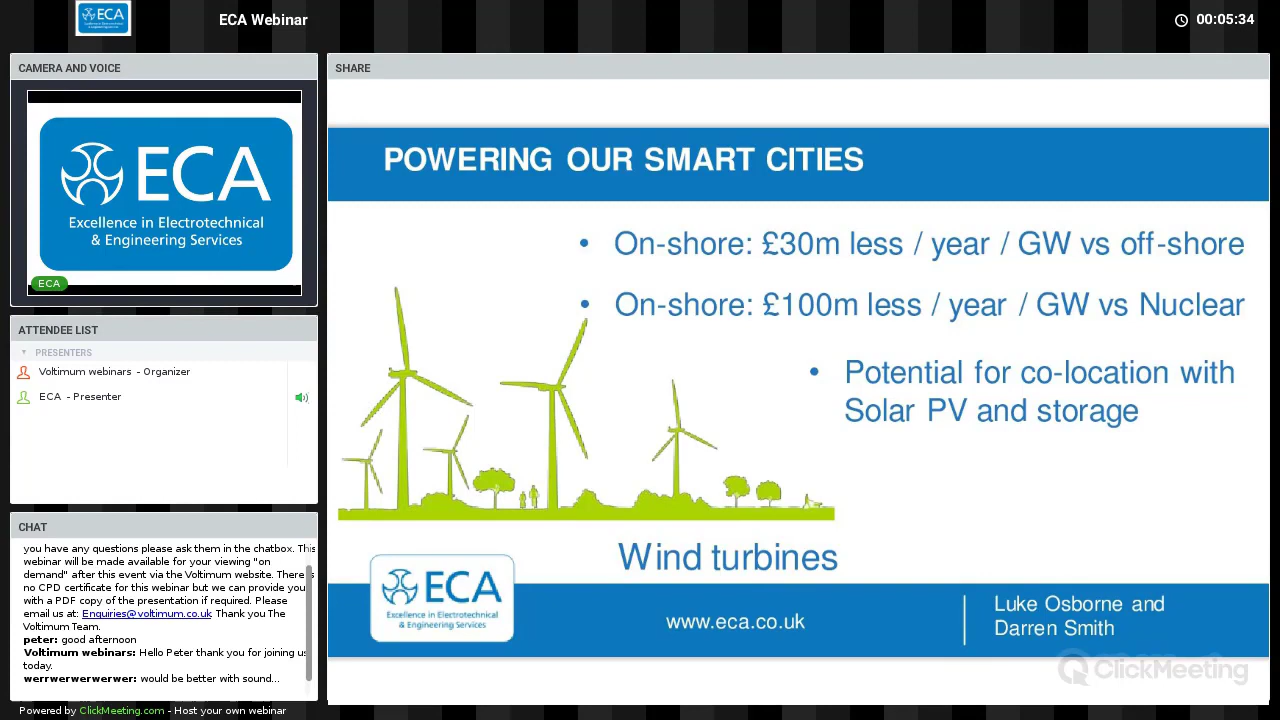 ECA
Excellence in Electrotechnical
& Engineering Services
ECA Webinar
00:05:34
CAMERA AND VOICE
ECA
Excellence in Electrotechnical
& Engineering Services
ECA
ATTENDEE LIST
PRESENTERS
Voltimum webinars - Organizer
ECA - Presenter
CHAT
you have any questions please ask them in the chatbox. This
webinar will be made available for your viewing "on
demand" after this event via the Voltimum website. There is
no CPD certificate for this webinar but we can provide you
with a PDF copy of the presentation if required. Please
email us at: Enquiries@voltimum.co.uk Thank you The
Voltimum Team.
peter: good afternoon
Voltimum webinars: Hello Peter thank you for joining us
today.
werrwerwerwerwer: would be better with sound...
Powered by ClickMeeting.com - Host your own webinar
SHARE
POWERING OUR SMART CITIES
• On-shore: £30m less / year / GW vs off-shore
• On-shore: £100m less / year / GW vs Nuclear
• Potential for co-location with
Solar PV and storage
Wind turbines
ECA
Excellence in Electrotechnical
& Engineering Services
www.eca.co.uk
Luke Osborne and
Darren Smith
ClickMeeting